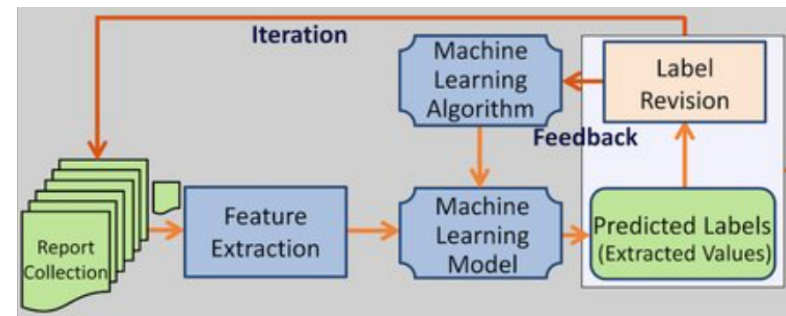 Iteration
Machine
Learning
Algorithm
Label
Revision
Feedback
Report
Collection
Feature
Extraction
Machine
Learning
Model
Predicted Labels
(Extracted Values)